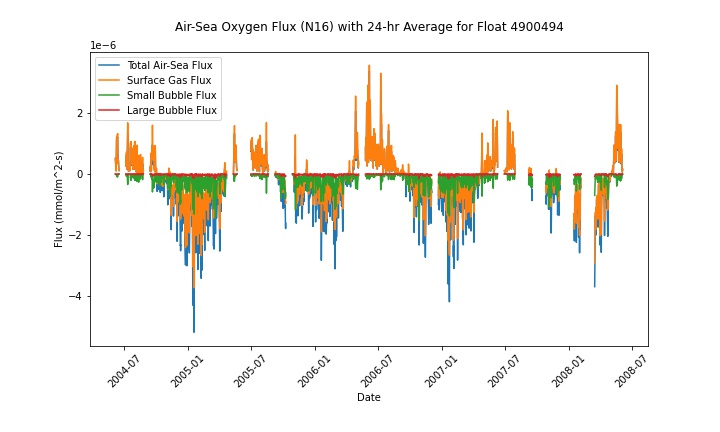 Air-Sea Oxygen Flux (N16) with 24-hr Average for Float 4900494
1e−6
Total Air-Sea Flux
Surface Gas Flux
Small Bubble Flux
Large Bubble Flux
2
0
−2
−4
Flux (mmol/m^2-s)
2004-07
2005-01
2005-07
2006-01
2006-07
2007-01
2007-07
2008-01
2008-07
Date